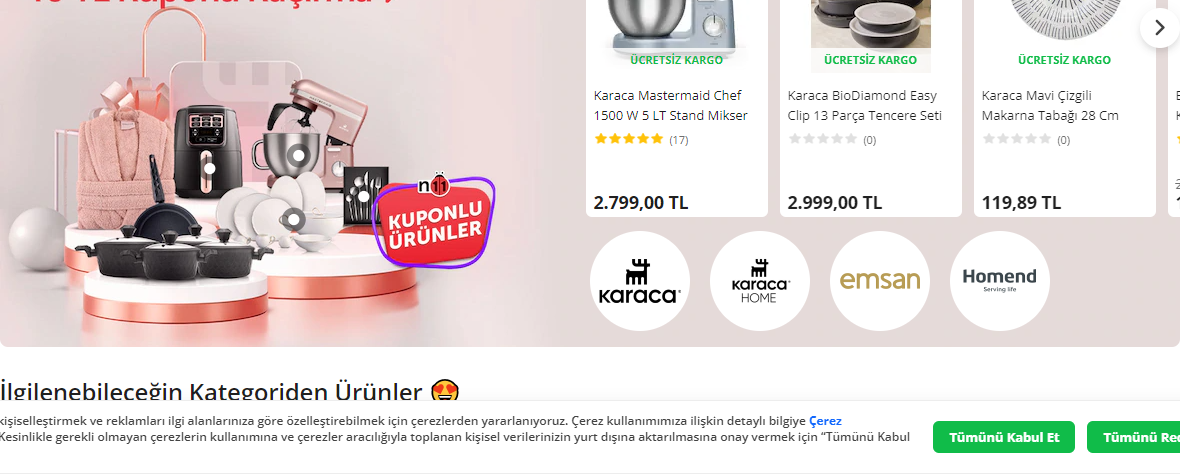 ÜCRETSİZ KARGO
Karaca Mastermaid Chef
1500 W 5 LT Stand Mikser
(17)
2.799,00 TL
ÜCRETSİZ KARGO
Karaca BioDiamond Easy
Clip 13 Parça Tencere Seti
(0)
2.999,00 TL
ÜCRETSİZ KARGO
Karaca Mavi Çizgili
Makarna Tabağı 28 Cm
(0)
119,89 TL
n11
KUPONLU
ÜRÜNLER
karaca
karaca
HOME
emsan
Homend
Serving life
İlgilenebileceğin Kategoriden Ürünler
kişiselleştirmek ve reklamları ilgi alanlarınıza göre özelleştirebilmek için çerezlerden yararlanıyoruz. Çerez kullanımımıza ilişkin detaylı bilgiye Çerez
Kesinlikle gerekli olmayan çerezlerin kullanımına ve çerezler aracılığıyla toplanan kişisel verilerinizin yurt dışına aktarılmasına onay vermek için “Tümünü Kabul
Tümünü Kabul Et
Tümünü